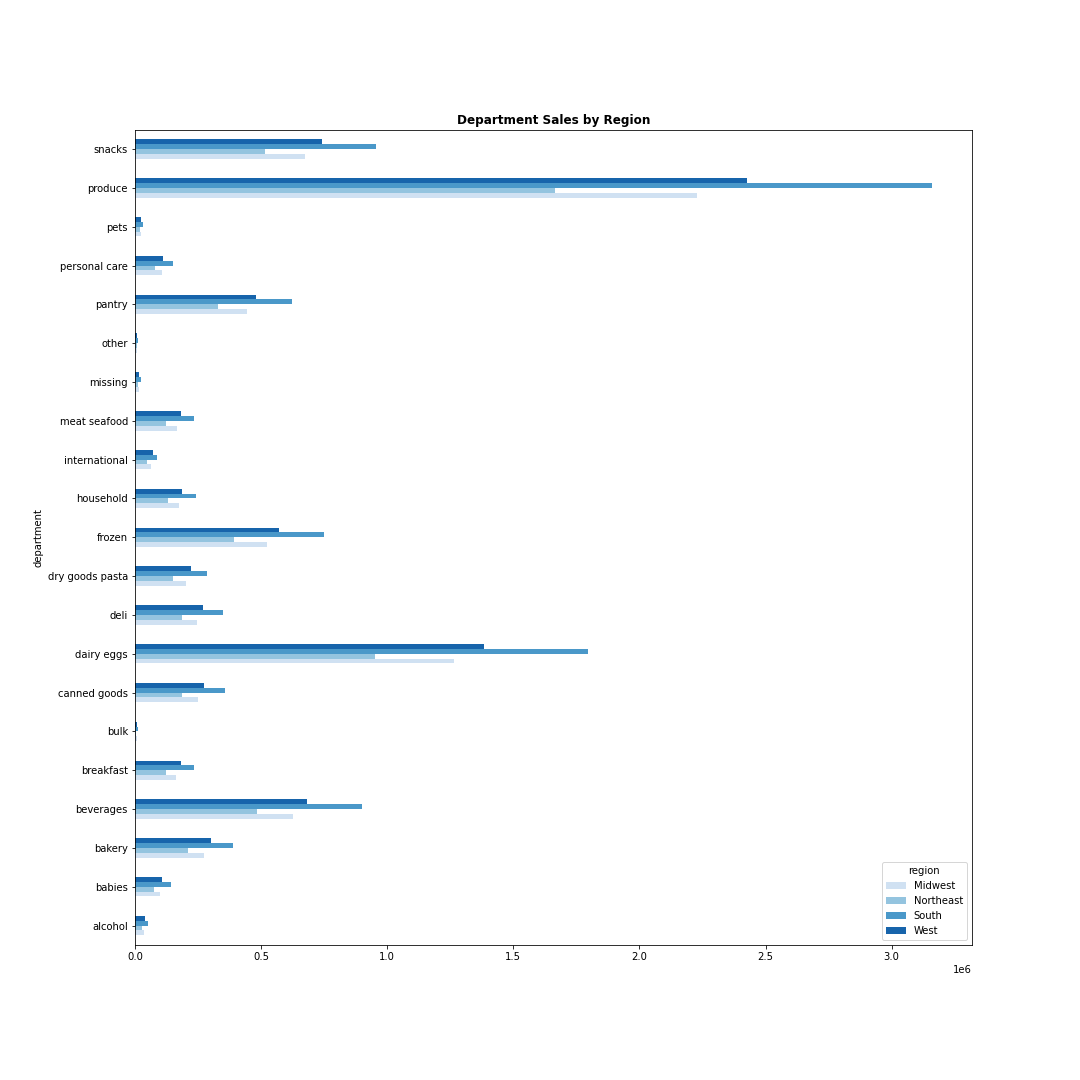 Department Sales by Region
snacks
produce
pets
personal care
pantry
other
missing
meat seafood
international
household
frozen
dry goods pasta
deli
dairy eggs
canned goods
bulk
breakfast
beverages
bakery
babies
alcohol
department
region
Midwest
Northeast
South
West
0.0 0.5 1.0 1.5 2.0 2.5 3.0
1e6